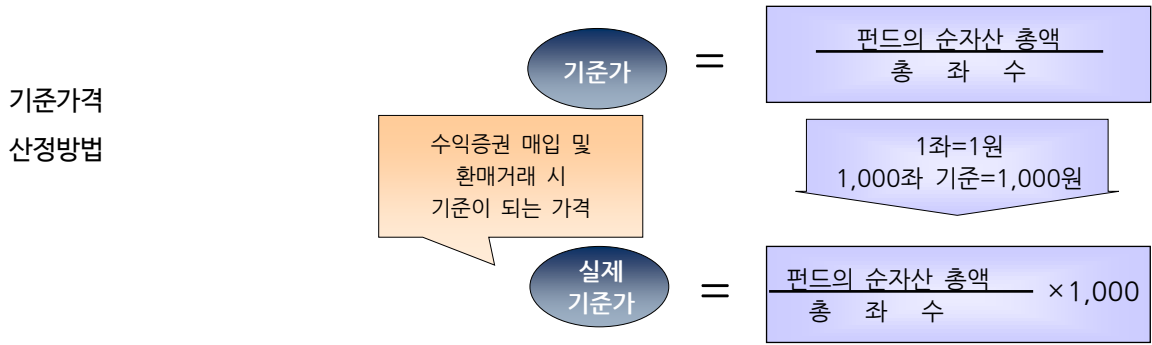 기준가격
산정방법
기준가
=
펀드의 순자산 총액
총 좌 수
수익증권 매입 및
환매거래 시
기준이 되는 가격
1좌=1원
1,000좌 기준=1,000원
실제
기준가
=
펀드의 순자산 총액
총 좌 수
×1,000